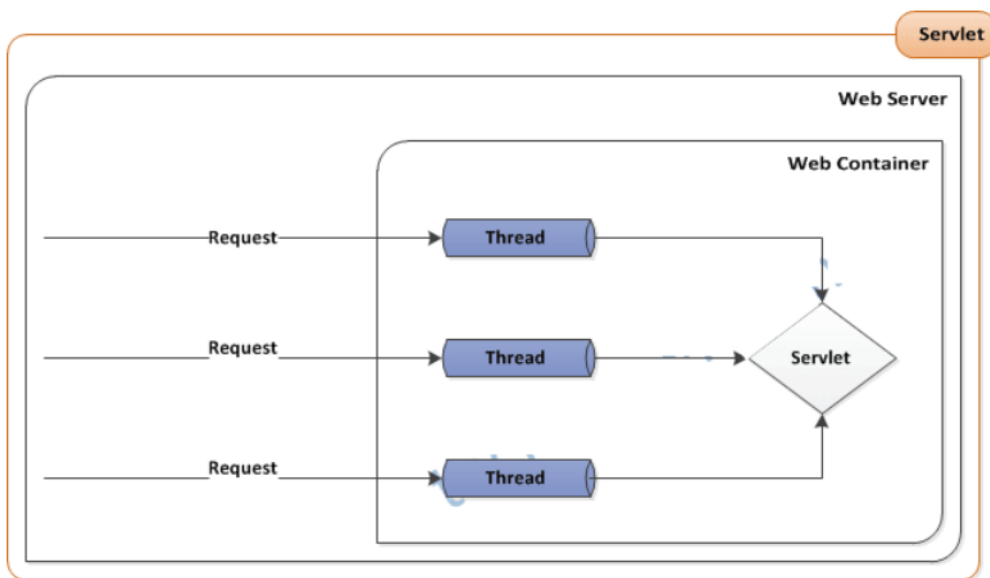 Servlet
Web Server
Web Container
Request
Thread
Request
Thread
Servlet
Request
Thread